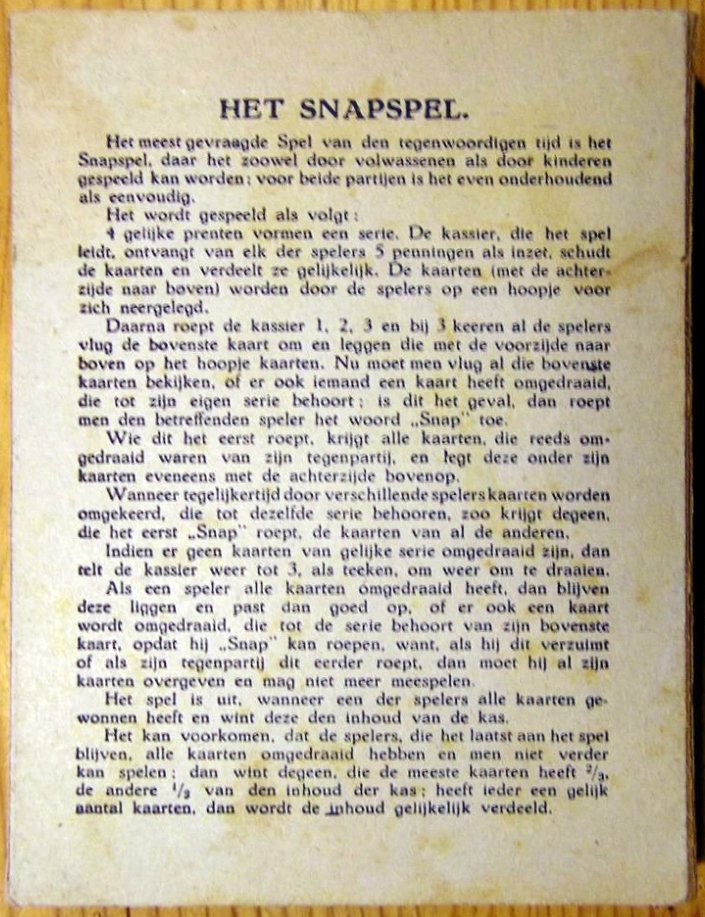 HET SNAPSPEL.
Het meest gevraagde Spel van den tegenwoordigen tijd is het
Snapspel, daar het zoowel door volwassenen als door kinderen
gespeeld kan worden; voor beide partijen is het even onderhoudend
als eenvoudig.
Het wordt gespeeld als volgt:
4 gelijke prenten vormen een serie. De kassier, die het spel
leidt, ontvangt van elk der spelers 5 penningen als inzet, schudt
de kaarten en verdeelt ze gelijkelijk. De kaarten (met de achter-
zijde naar boven) worden door de spelers op een hoopje voor
zich neergelegd.
Daarna roept de kassier 1, 2, 3 en bij 3 keeren al de spelers
vlug de bovenste kaart om en leggen die met de voorzijde naar
boven op het hoopje kaarten. Nu moet men vlug al die bovenste
kaarten bekijken, of er ook iemand een kaart heeft omgedraaid,
die tot zijn eigen serie behoort; is dit het geval, dan roept
men den betreffenden speler het woord „Snap” toe.
Wie dit het eerst roept, krijgt alle kaarten, die reeds om-
gedraaid waren van zijn tegenpartij, en legt deze onder zijn
kaarten eveneens met de achterzijde bovenop.
Wanneer tegelijkertijd door verschillende spelers kaarten worden
omgekeerd, die tot dezelfde serie behooren, zoo krijgt degeen,
die het eerst „Snap” roept, de kaarten van al de anderen.
Indien er geen kaarten van gelijke serie omgedraaid zijn, dan
telt de kassier weer tot 3, als teeken, om weer om te draaien.
Als een speler alle kaarten omgedraaid heeft, dan blijven
deze liggen en past dan goed op, of er ook een kaart
wordt omgedraaid, die tot de serie behoort van zijn bovenste
kaart, opdat hij „Snap” kan roepen, want, als hij dit verzuimt
of als zijn tegenpartij dit eerder roept, dan moet hij al zijn
kaarten overgeven en mag niet meer meespelen.
Het spel is uit, wanneer een der spelers alle kaarten ge-
wonnen heeft en wint deze den inhoud van de kas.
Het kan voorkomen, dat de spelers, die het laatst aan het spel
blijven, alle kaarten omgedraaid hebben en men niet verder
kan spelen; dan wint degeen, die de meeste kaarten heeft ²/₃,
de andere ¹/₃ van den inhoud der kas; heeft ieder een gelijk
aantal kaarten, dan wordt de inhoud gelijkelijk verdeeld.